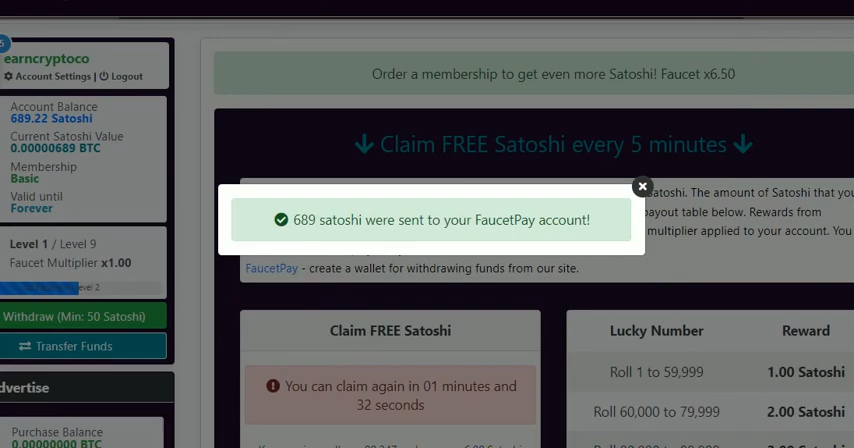 5
earncryptoco
Account Settings | Logout
Account Balance
689.22 Satoshi
Current Satoshi Value
0.00000689 BTC
Membership
Basic
Valid until
Forever
Level 1 / Level 9
Faucet Multiplier x1.00
Level 2
Withdraw (Min: 50 Satoshi)
Transfer Funds
dvertise
Purchase Balance
0.00000000 BTC
Order a membership to get even more Satoshi! Faucet x6.50
Claim FREE Satoshi every 5 minutes
Satoshi. The amount of Satoshi that you
payout table below. Rewards from
multiplier applied to your account. You
689 satoshi were sent to your FaucetPay account!
FaucetPay - create a wallet for withdrawing funds from our site.
Claim FREE Satoshi
You can claim again in 01 minutes and
32 seconds
Lucky Number Reward
Roll 1 to 59,999 1.00 Satoshi
Roll 60,000 to 79,999 2.00 Satoshi